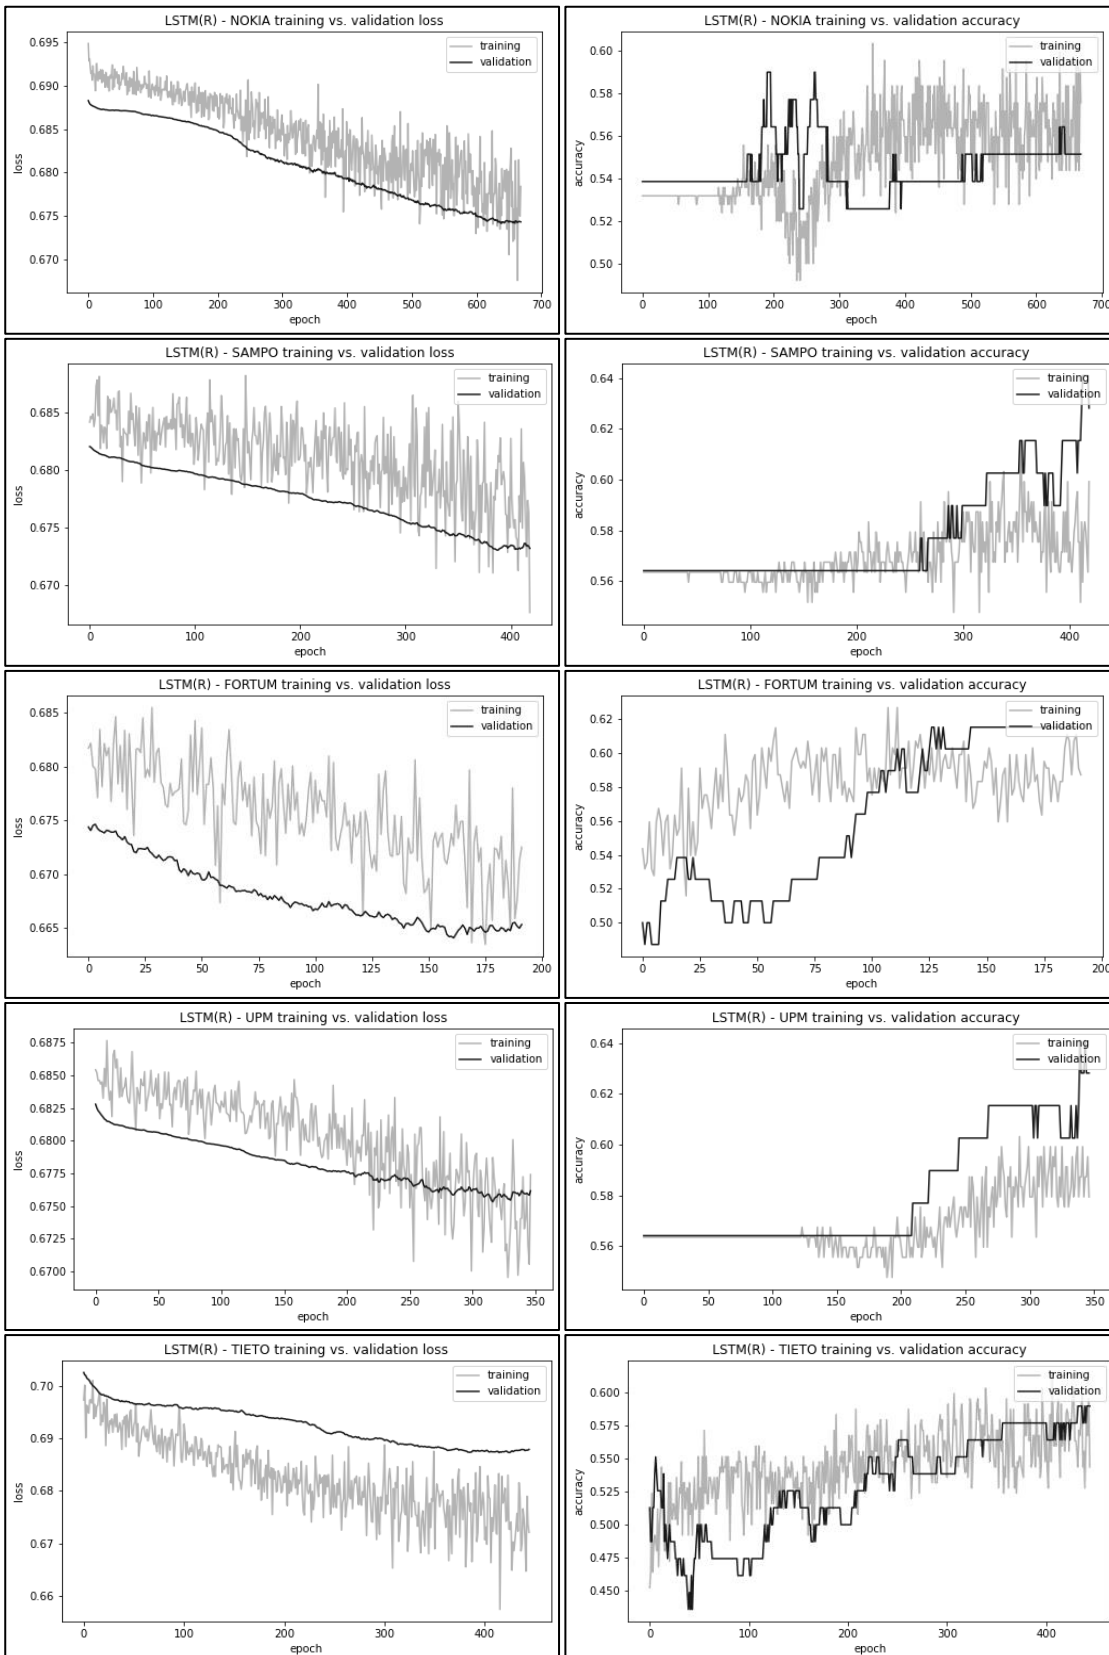 LSTM(R) - NOKIA training vs. validation loss
training
validation
0.695
0.690
0.685
0.680
0.675
0.670
loss
0 100 200 300 400 500 600 700
epoch
LSTM(R) - NOKIA training vs. validation accuracy
training
validation
0.60
0.58
0.56
0.54
0.52
0.50
accuracy
0 100 200 300 400 500 600 700
epoch
LSTM(R) - SAMPO training vs. validation loss
training
validation
0.685
0.680
0.675
0.670
loss
0 100 200 300 400
epoch
LSTM(R) - SAMPO training vs. validation accuracy
training
validation
0.64
0.62
0.60
0.58
0.56
accuracy
0 100 200 300 400
epoch
LSTM(R) - FORTUM training vs. validation loss
training
validation
0.685
0.680
0.675
0.670
0.665
loss
0 25 50 75 100 125 150 175 200
epoch
LSTM(R) - FORTUM training vs. validation accuracy
training
validation
0.62
0.60
0.58
0.56
0.54
0.52
0.50
accuracy
0 25 50 75 100 125 150 175 200
epoch
LSTM(R) - UPM training vs. validation loss
training
validation
0.6875
0.6850
0.6825
0.6800
0.6775
0.6750
0.6725
0.6700
loss
0 50 100 150 200 250 300 350
epoch
LSTM(R) - UPM training vs. validation accuracy
training
validation
0.64
0.62
0.60
0.58
0.56
accuracy
0 50 100 150 200 250 300 350
epoch
LSTM(R) - TIETO training vs. validation loss
training
validation
0.70
0.69
0.68
0.67
0.66
loss
0 100 200 300 400
epoch
LSTM(R) - TIETO training vs. validation accuracy
training
validation
0.600
0.575
0.550
0.525
0.500
0.475
0.450
accuracy
0 100 200 300 400
epoch